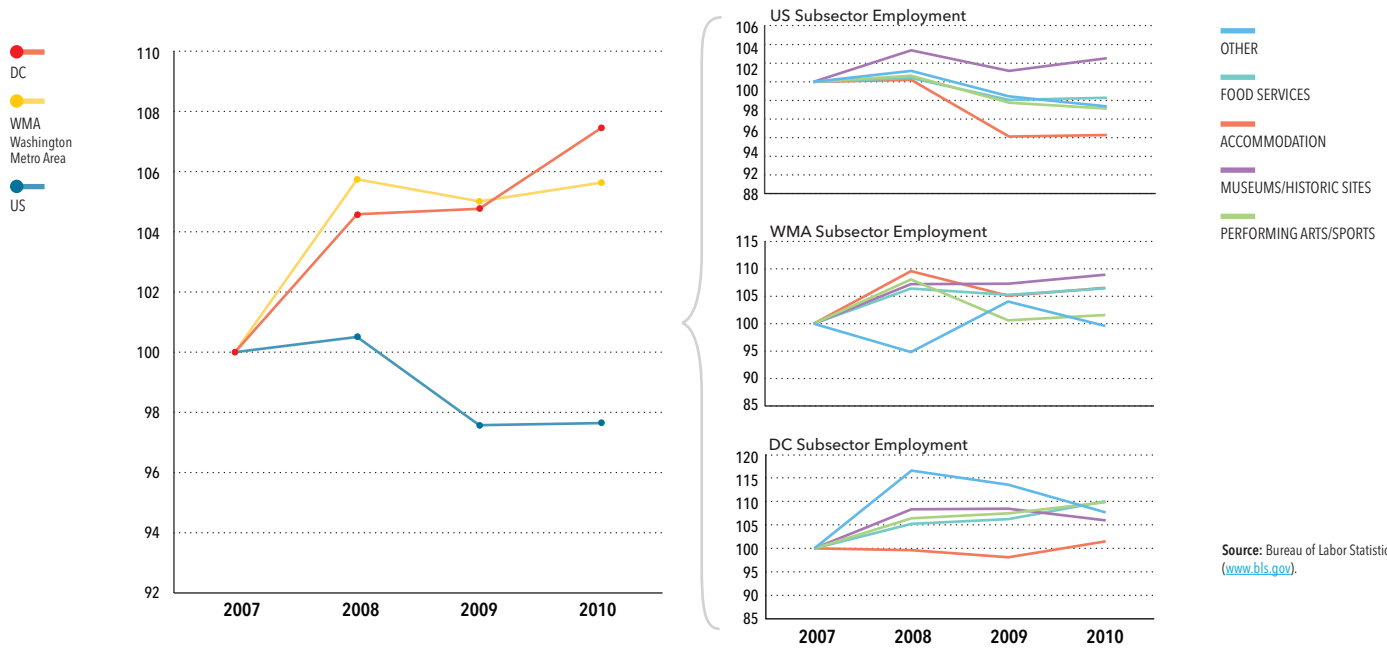 DC
WMA
Washington
Metro Area
US
110
108
106
104
102
100
98
96
94
92
2007 2008 2009 2010
US Subsector Employment
106
104
102
100
98
96
94
92
88
WMA Subsector Employment
115
110
105
100
95
90
85
DC Subsector Employment
120
115
110
105
100
95
90
85
2007 2008 2009 2010
OTHER
FOOD SERVICES
ACCOMMODATION
MUSEUMS/HISTORIC SITES
PERFORMING ARTS/SPORTS
Source: Bureau of Labor Statistic
(www.bls.gov).